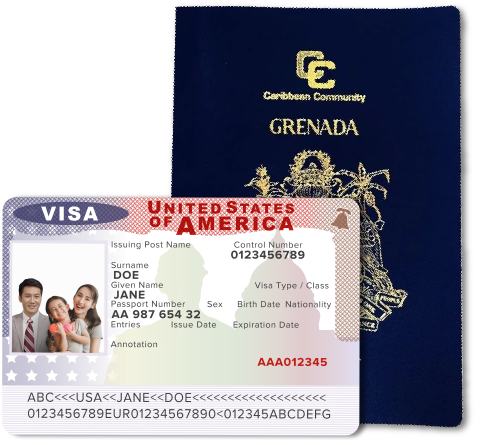 CC
Caribbean Community
GRENADA
VISA
UNITED STATES
OF AMERICA
Issuing Post Name Control Number
0123456789
Surname
DOE
Given Name Visa Type / Class
JANE
Passport Number Sex Birth Date Nationality
AA 987 654 32
Entries Issue Date Expiration Date
Annotation
AAA012345
ABC<<<USA<<JANE<<DOE<<<<<<<<<<<<<<<<<<<<
0123456789EUR01234567890<012345ABCDEFG